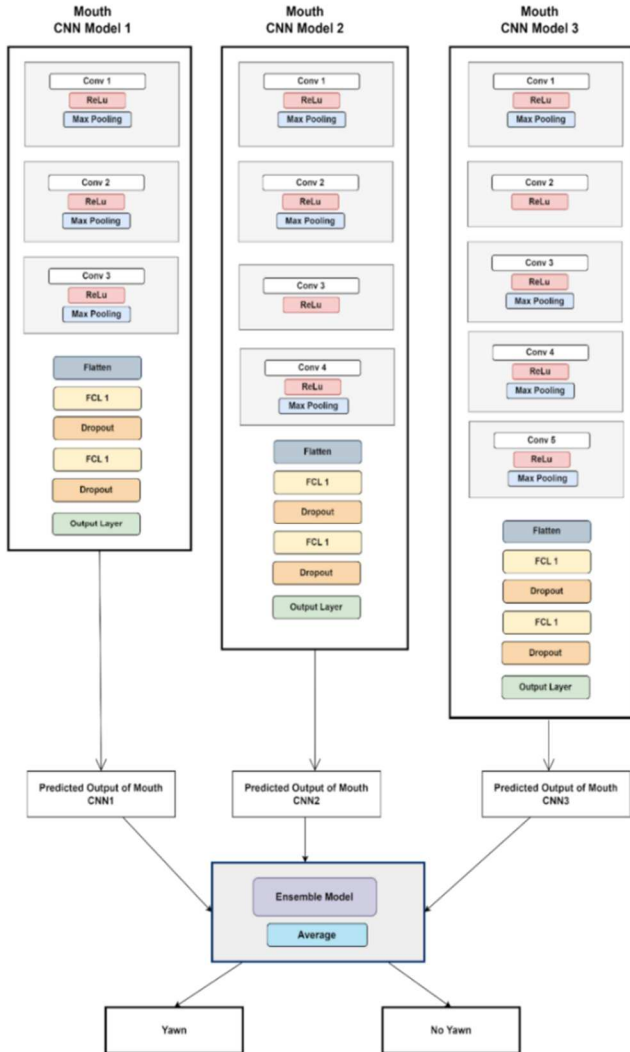 Mouth
CNN Model 1
Conv 1
ReLu
Max Pooling
Conv 2
ReLu
Max Pooling
Conv 3
ReLu
Max Pooling
Flatten
FCL 1
Dropout
FCL 1
Dropout
Output Layer
Mouth
CNN Model 2
Conv 1
ReLu
Max Pooling
Conv 2
ReLu
Max Pooling
Conv 3
ReLu
Conv 4
ReLu
Max Pooling
Flatten
FCL 1
Dropout
FCL 1
Dropout
Output Layer
Mouth
CNN Model 3
Conv 1
ReLu
Max Pooling
Conv 2
ReLu
Conv 3
ReLu
Max Pooling
Conv 4
ReLu
Max Pooling
Conv 5
ReLu
Max Pooling
Flatten
FCL 1
Dropout
FCL 1
Dropout
Output Layer
Predicted Output of Mouth
CNN1
Predicted Output of Mouth
CNN2
Predicted Output of Mouth
CNN3
Ensemble Model
Average
Yawn
No Yawn